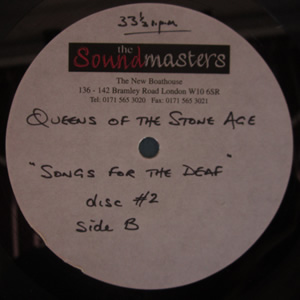 33⅓ rpm
the
Soundmasters
The New Boathouse
136 - 142 Bramley Road London W10 6SR
Tel: 0171 565 3020 Fax: 0171 565 3021
QUEENS OF THE STONE AGE
"SONGS FOR THE DEAF"
disc #2
Side B